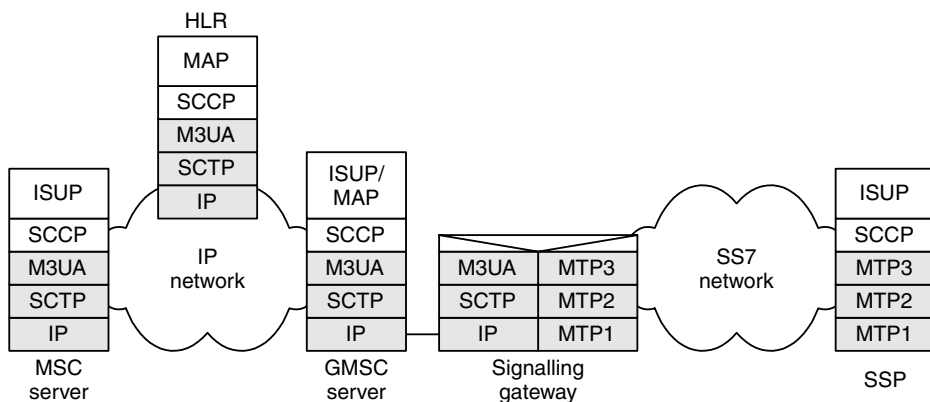 HLR
MAP
SCCP
M3UA
SCTP
IP
ISUP
SCCP
M3UA
SCTP
IP
MSC
server
IP
network
ISUP/
MAP
SCCP
M3UA
SCTP
IP
GMSC
server
M3UA MTP3
SCTP MTP2
IP MTP1
Signalling
gateway
SS7
network
ISUP
SCCP
MTP3
MTP2
MTP1
SSP